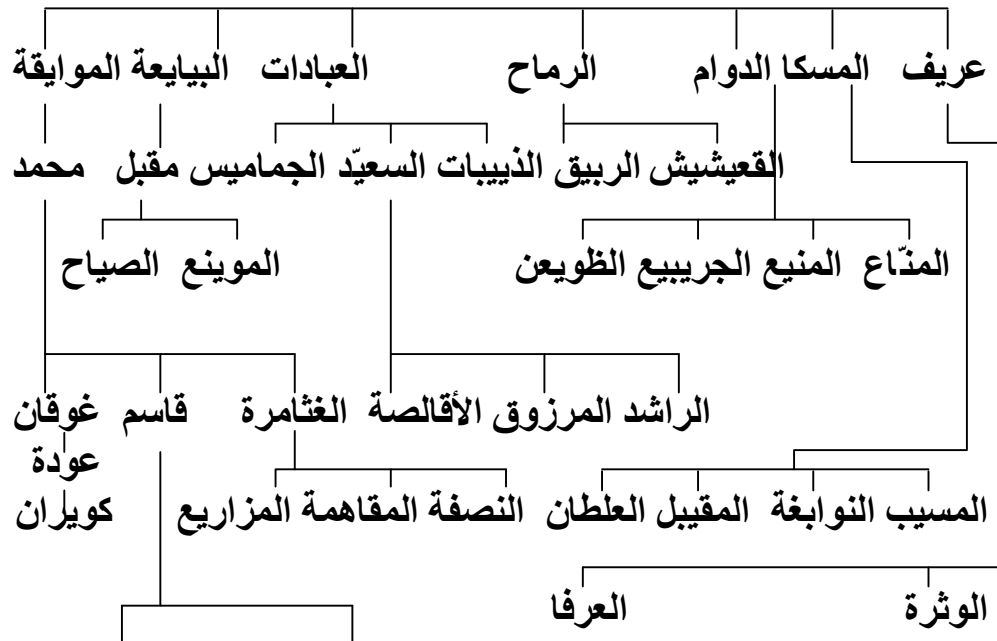 عريف المسكا الدوام الرماح العبادات البيايعة الموايقة
القعيشيش الربيق الذييبات السعيّد الجماميس مقبل محمد
المنّاع المنيع الجريبيع الظويعن الموينع الصياح
الراشد المرزوق الأقالصة الغثامرة قاسم غوقان
عودة
المسيب النوابغة المقيبل العلطان النصفة المقاهمة المزاريع كويران
الوثرة العرفا